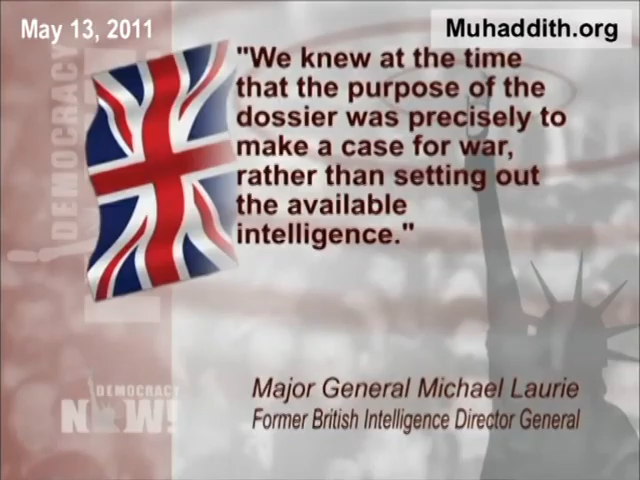 May 13, 2011
Muhaddith.org
"We knew at the time
that the purpose of the
dossier was precisely to
make a case for war,
rather than setting out
the available
intelligence."
DEMOCRACY
Major General Michael Laurie
Former British Intelligence Director General
DEMOCRACY
NOW!